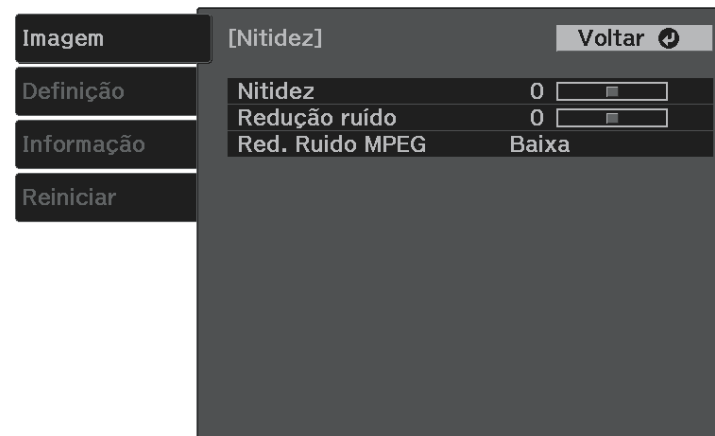 Imagem
Definição
Informação
Reiniciar
[Nitidez]
Voltar
Nitidez 0
Redução ruído 0
Red. Ruido MPEG Baixa